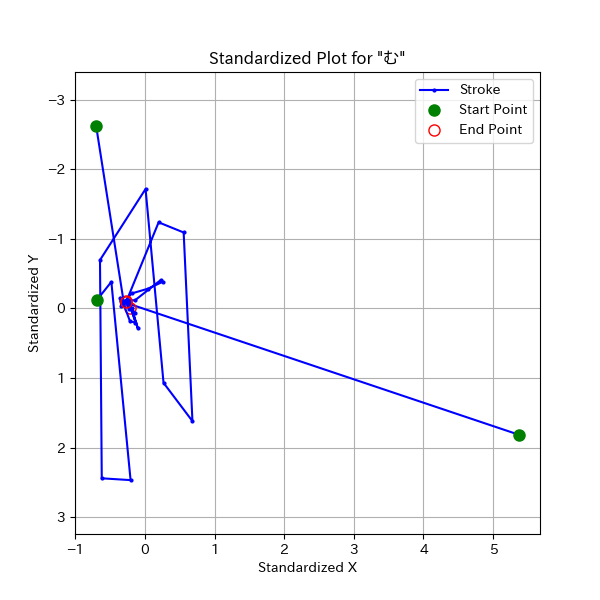 Standardized Plot for "む"
Stroke
Start Point
End Point
Standardized Y
−3
−2
−1
0
1
2
3
−1 0 1 2 3 4 5
Standardized X